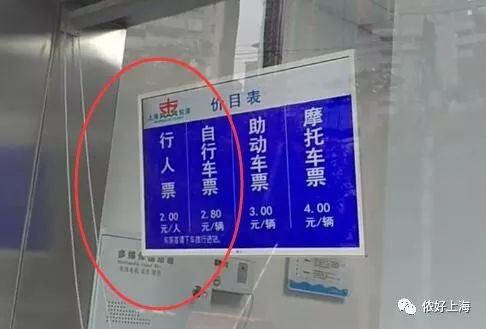 价目表
行人票
2.00
元/人
自行车票
2.80
元/辆
助动车票
3.00
元/辆
摩托车票
4.00
元/辆
侬好上海